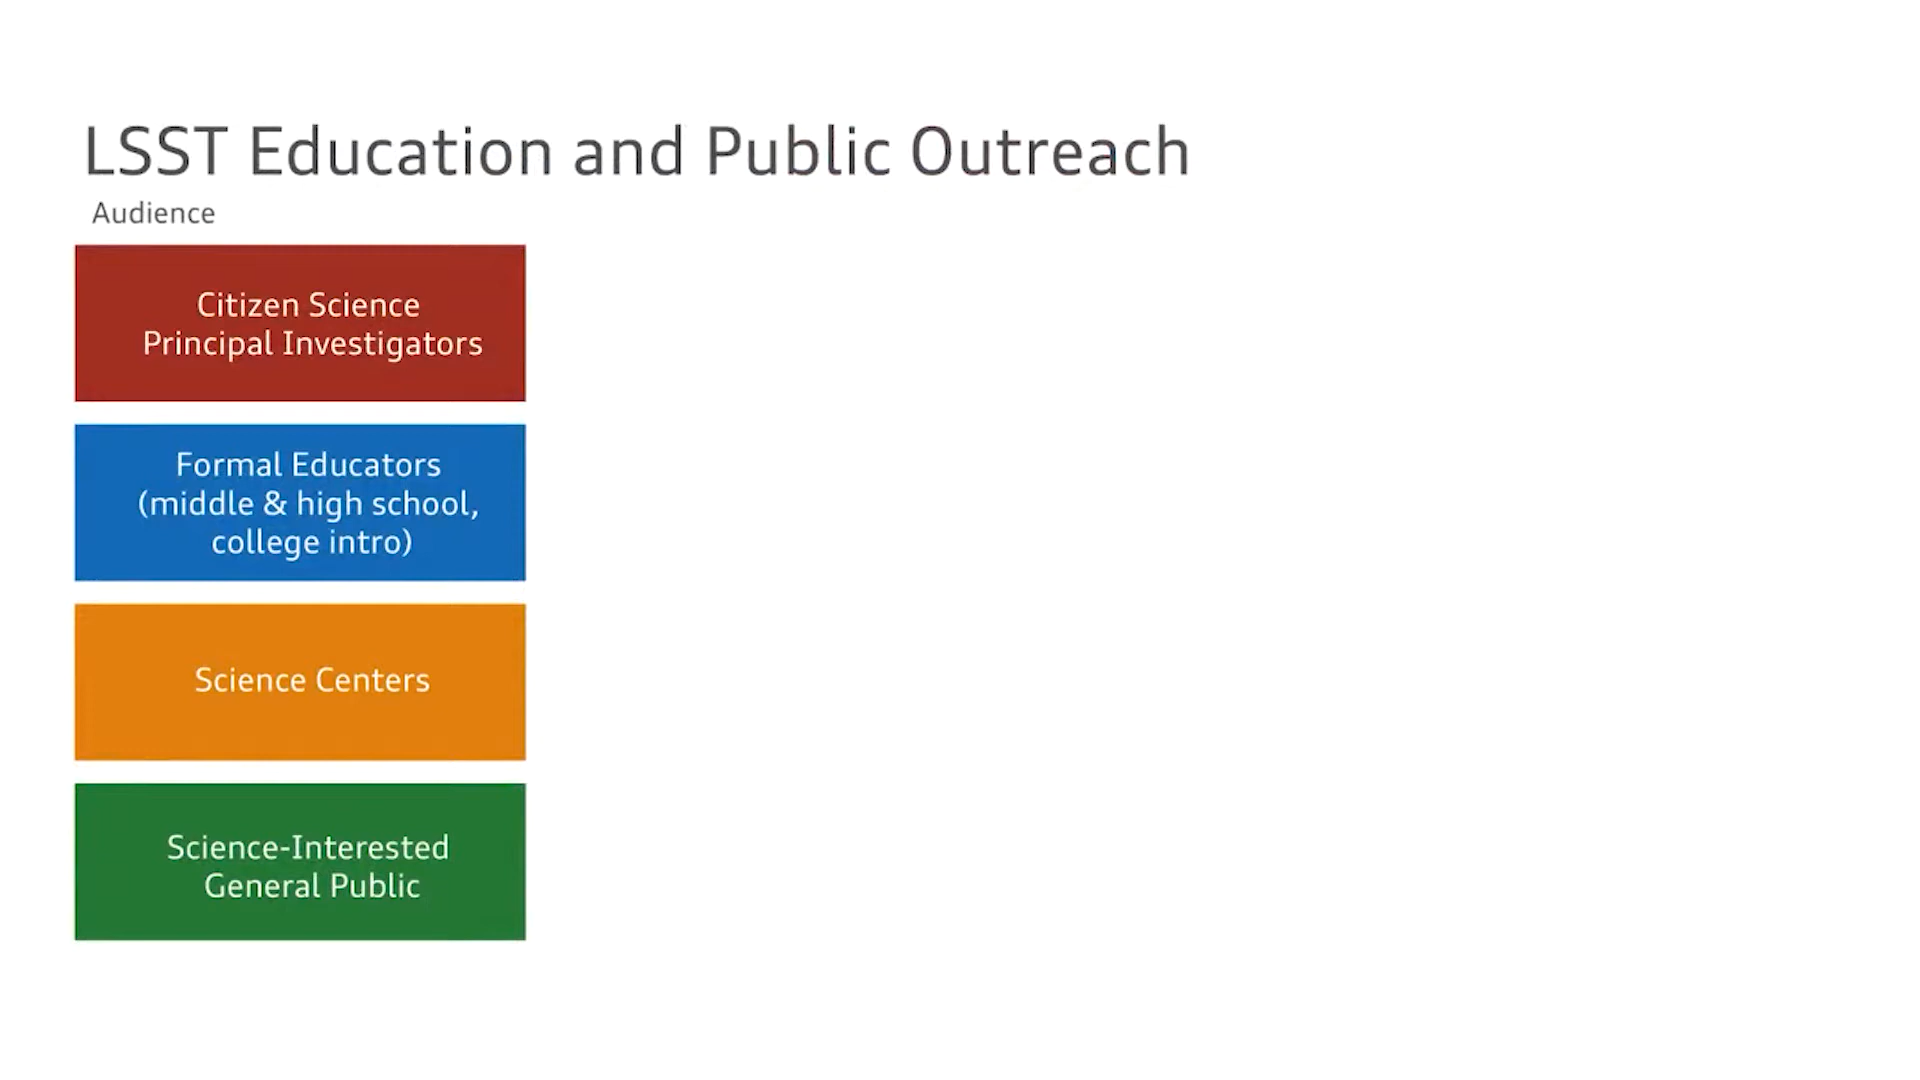 LSST Education and Public Outreach
Audience
Citizen Science
Principal Investigators
Formal Educators
(middle & high school,
college intro)
Science Centers
Science-Interested
General Public